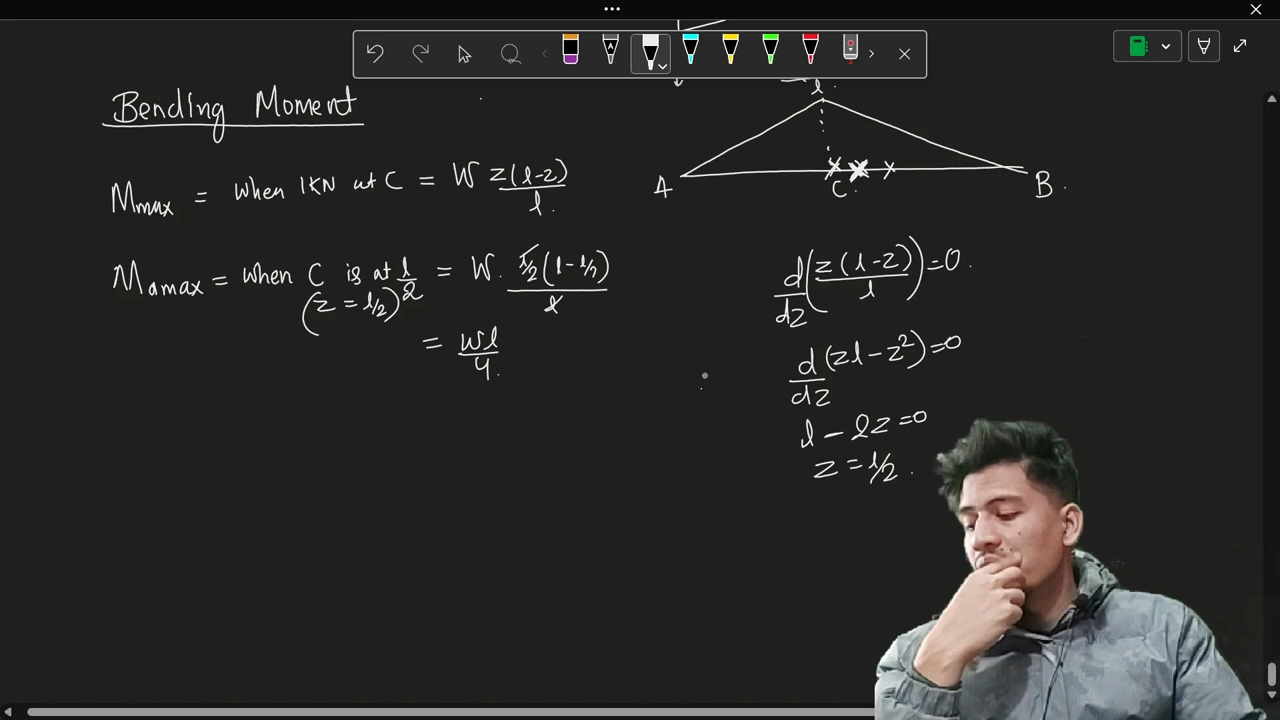 Bending Moment
Mmax = when 1KN at C = W z(l-z)/l.
A C. B.
Mamax = when C is at l/2 = W. l/2(l-l/2)/l
(z = l/2)
= Wl/4.
d/dz(z(l-z)/l)=0.
d/dz(zl-z²)=0
l-2z=0
z=l/2.